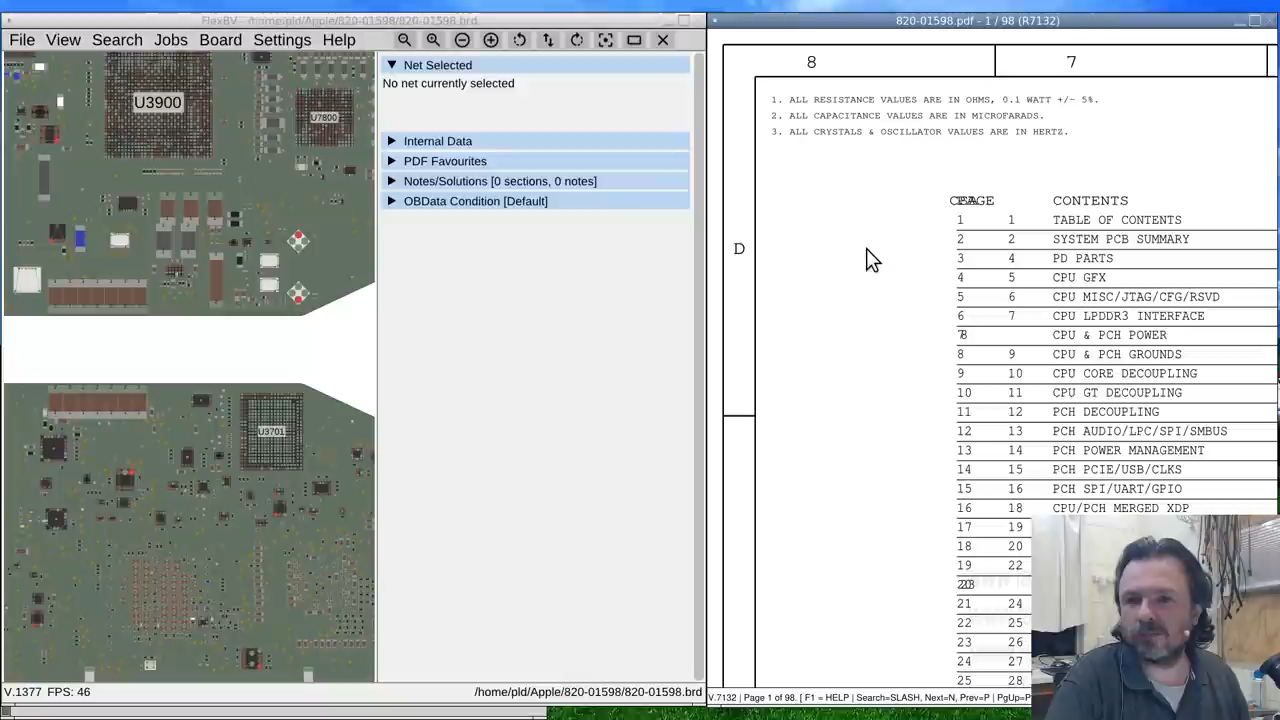 FlexBV - /home/pld/Apple/820-01598/820-01598.brd
File View Search Jobs Board Settings Help
U3900
U7800
U3701
V.1377 FPS: 46
/home/pld/Apple/820-01598/820-01598.brd
Net Selected
No net currently selected
Internal Data
PDF Favourites
Notes/Solutions [0 sections, 0 notes]
OBData Condition [Default]
820-01598.pdf - 1 / 98 (R7132)
8 7
1. ALL RESISTANCE VALUES ARE IN OHMS, 0.1 WATT +/- 5%.
2. ALL CAPACITANCE VALUES ARE IN MICROFARADS.
3. ALL CRYSTALS & OSCILLATOR VALUES ARE IN HERTZ.
D
CONTENTS
1 1 TABLE OF CONTENTS
2 2 SYSTEM PCB SUMMARY
3 4 PD PARTS
4 5 CPU GFX
5 6 CPU MISC/JTAG/CFG/RSVD
6 7 CPU LPDDR3 INTERFACE
7 8 CPU & PCH POWER
8 9 CPU & PCH GROUNDS
9 10 CPU CORE DECOUPLING
10 11 CPU GT DECOUPLING
11 12 PCH DECOUPLING
12 13 PCH AUDIO/LPC/SPI/SMBUS
13 14 PCH POWER MANAGEMENT
14 15 PCH PCIE/USB/CLKS
15 16 PCH SPI/UART/GPIO
16 18 CPU/PCH MERGED XDP
17 19
18 20
19 22
20 23
21 24
22 25
23 26
24 27
25 28
V.7132 | Page 1 of 98. [ F1 = HELP | Search=SLASH, Next=N, Prev=P | PgUp=P